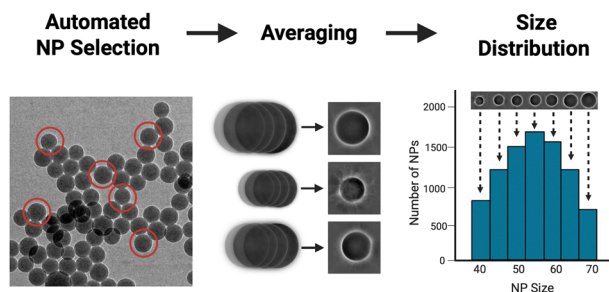 Automated
NP Selection
Averaging
Size
Distribution
Number of NPs
2000
1500
1000
500
0
40
50
60
70
NP Size